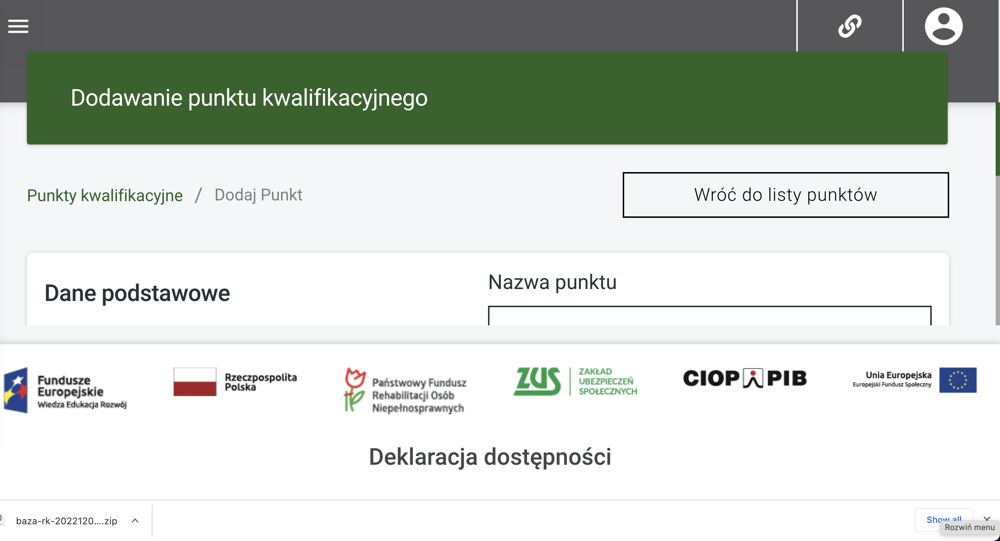 Dodawanie punktu kwalifikacyjnego
Punkty kwalifikacyjne / Dodaj Punkt
Wróć do listy punktów
Dane podstawowe
Nazwa punktu
Fundusze
Europejskie
Wiedza Edukacja Rozwój
Rzeczpospolita
Polska
Państwowy Fundusz
Rehabilitacji Osób
Niepełnosprawnych
ZUS
ZAKŁAD
UBEZPIECZEŃ
SPOŁECZNYCH
CIOP PIB
Unia Europejska
Europejski Fundusz Społeczny
Deklaracja dostępności
baza-rk-2022120....zip
Show all
Rozwiń menu